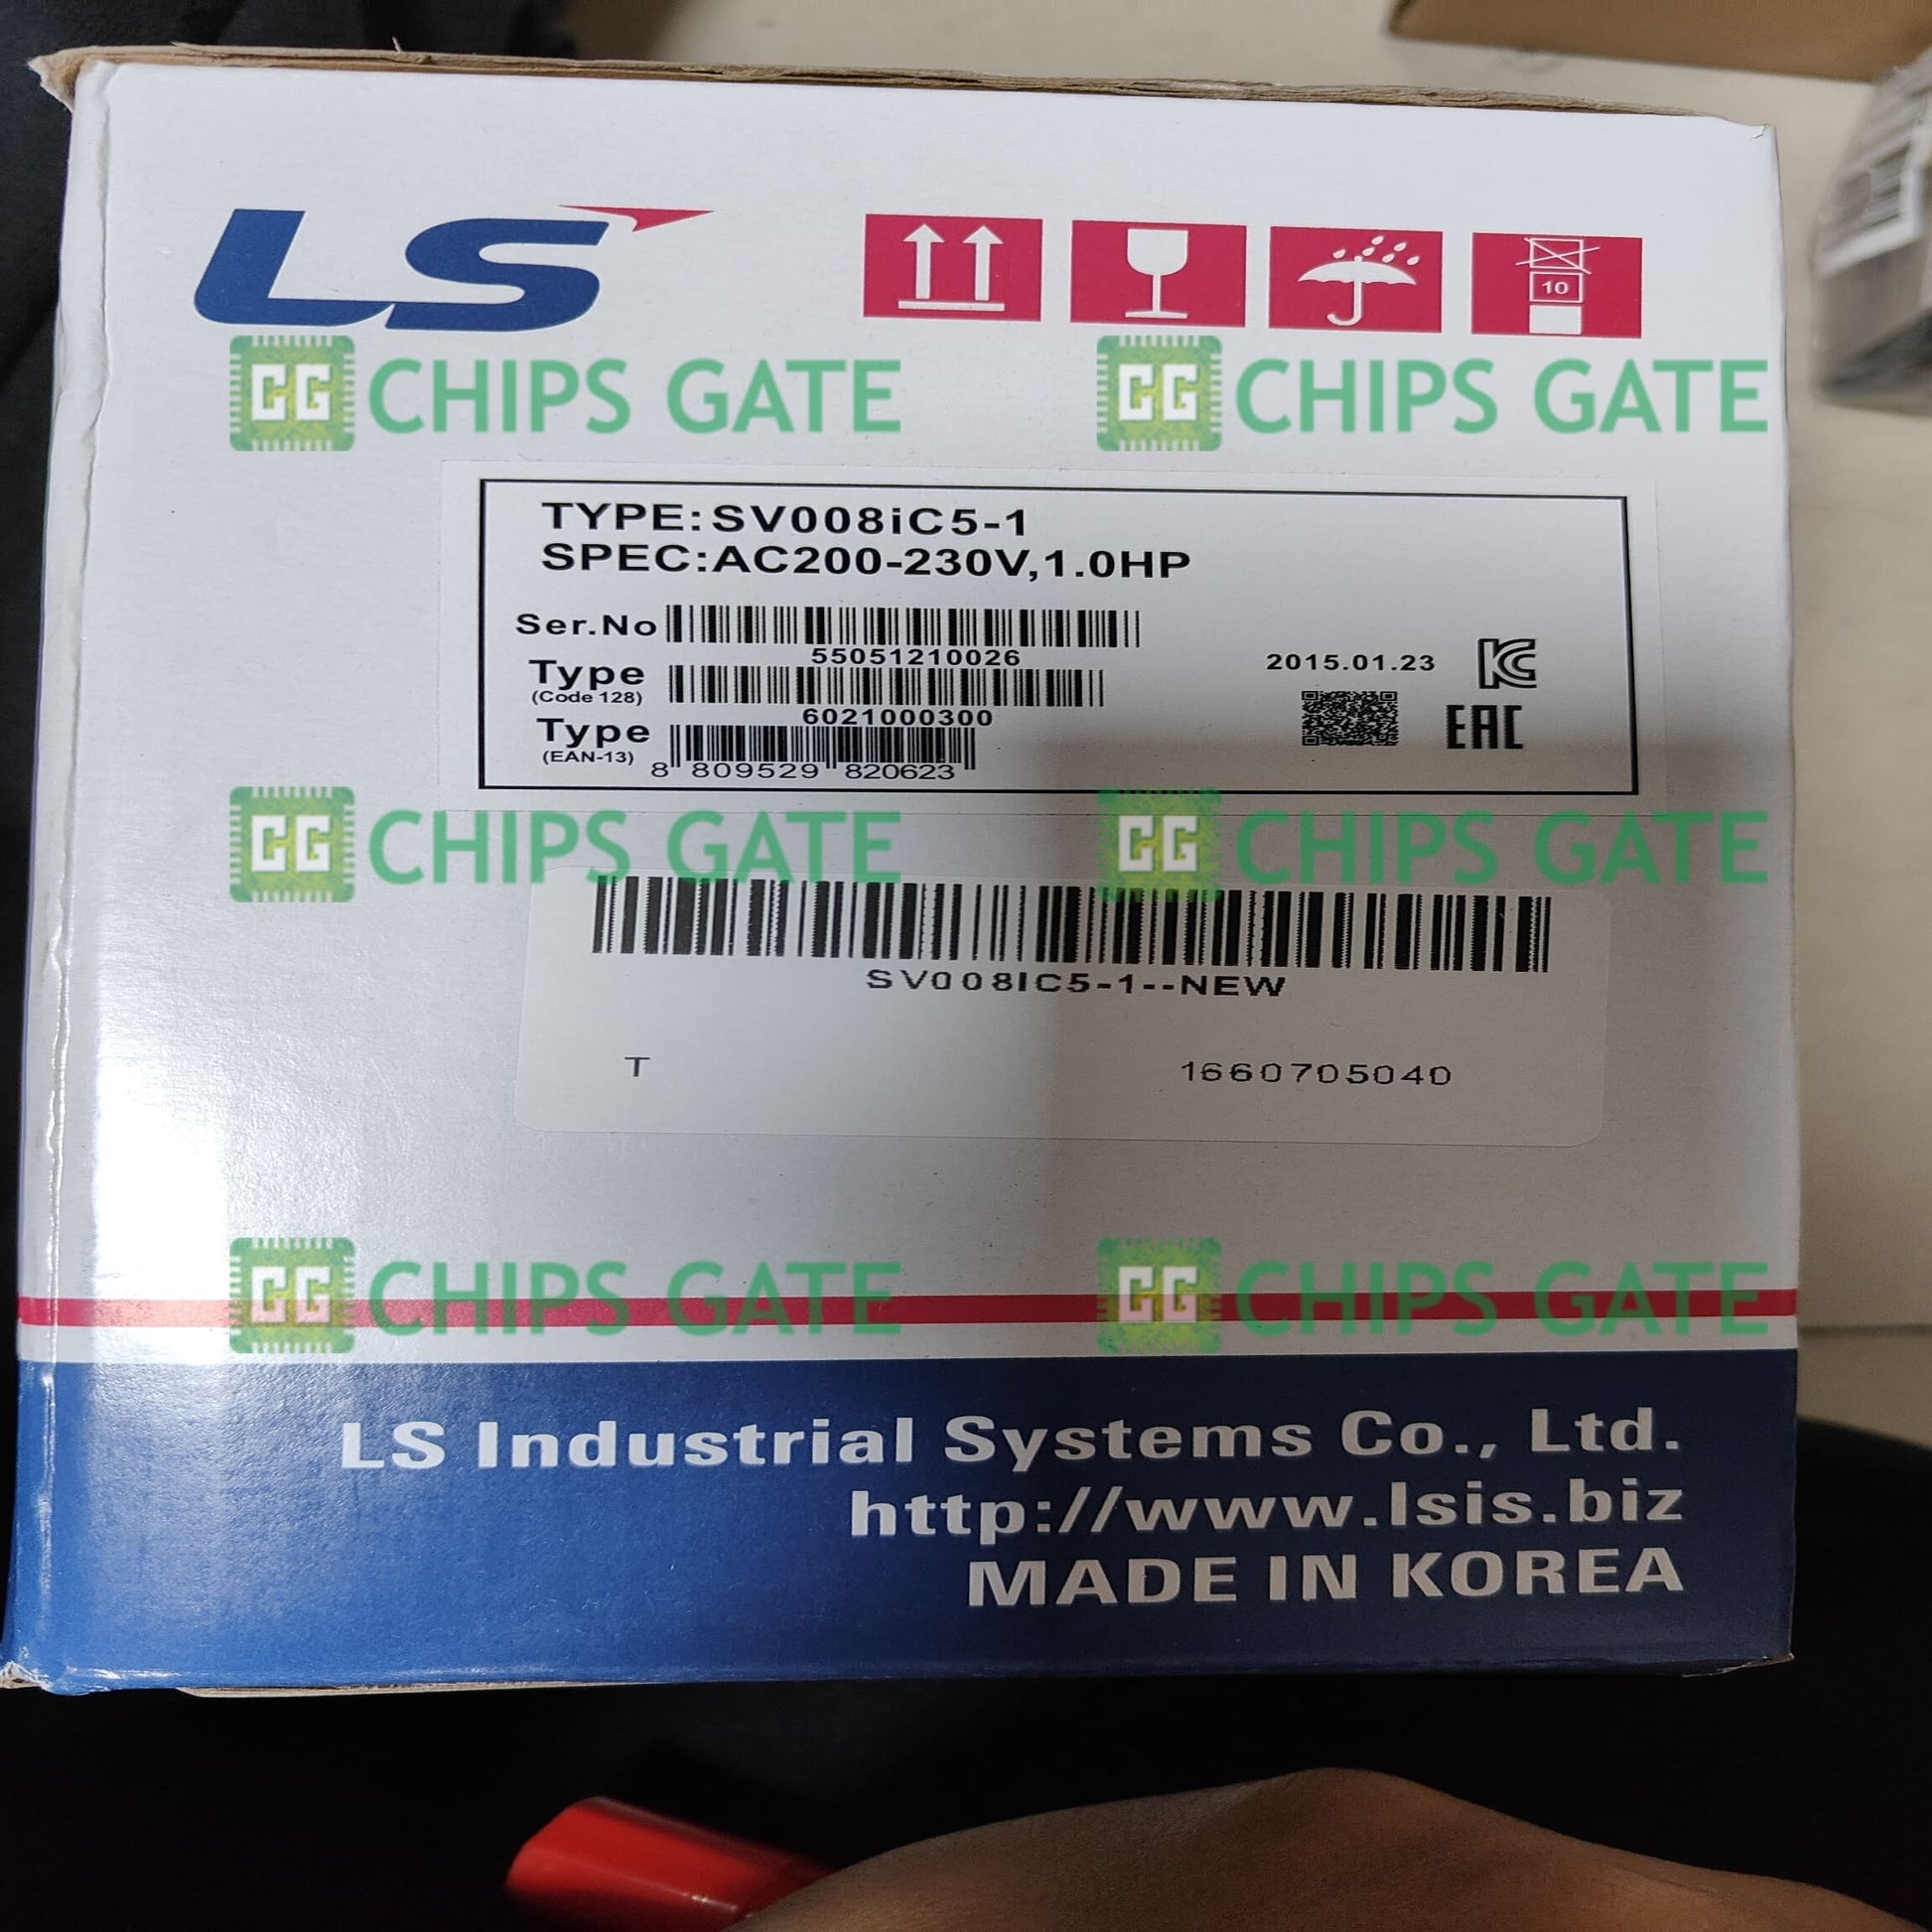 LS
10
CG CHIPS GATE CG CHIPS GATE
TYPE:SV008iC5-1
SPEC:AC200-230V,1.0HP
Ser.No
55051210026
2015.01.23
Type
(Code 128)
6021000300
EAC
Type
(EAN-13)
8 809529 820623
CG CHIPS GATE CG CHIPS GATE
SV008IC5-1--NEW
T 1660705040
CG CHIPS GATE CG CHIPS GATE
LS Industrial Systems Co., Ltd.
http://www.lsis.biz
MADE IN KOREA